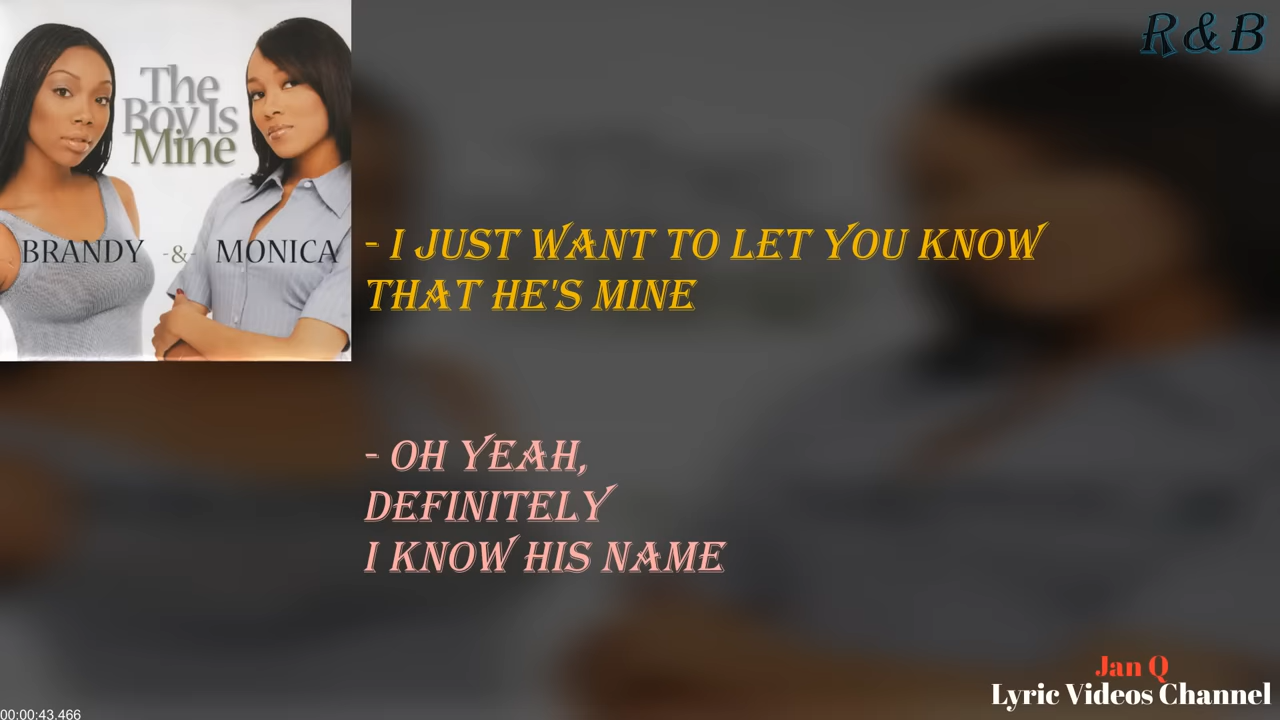 The
Boy Is
Mine
BRANDY -&- MONICA
R&B
- I JUST WANT TO LET YOU KNOW
THAT HE'S MINE
- OH YEAH,
DEFINITELY
I KNOW HIS NAME
Jan Q
Lyric Videos Channel
00:00:43.466